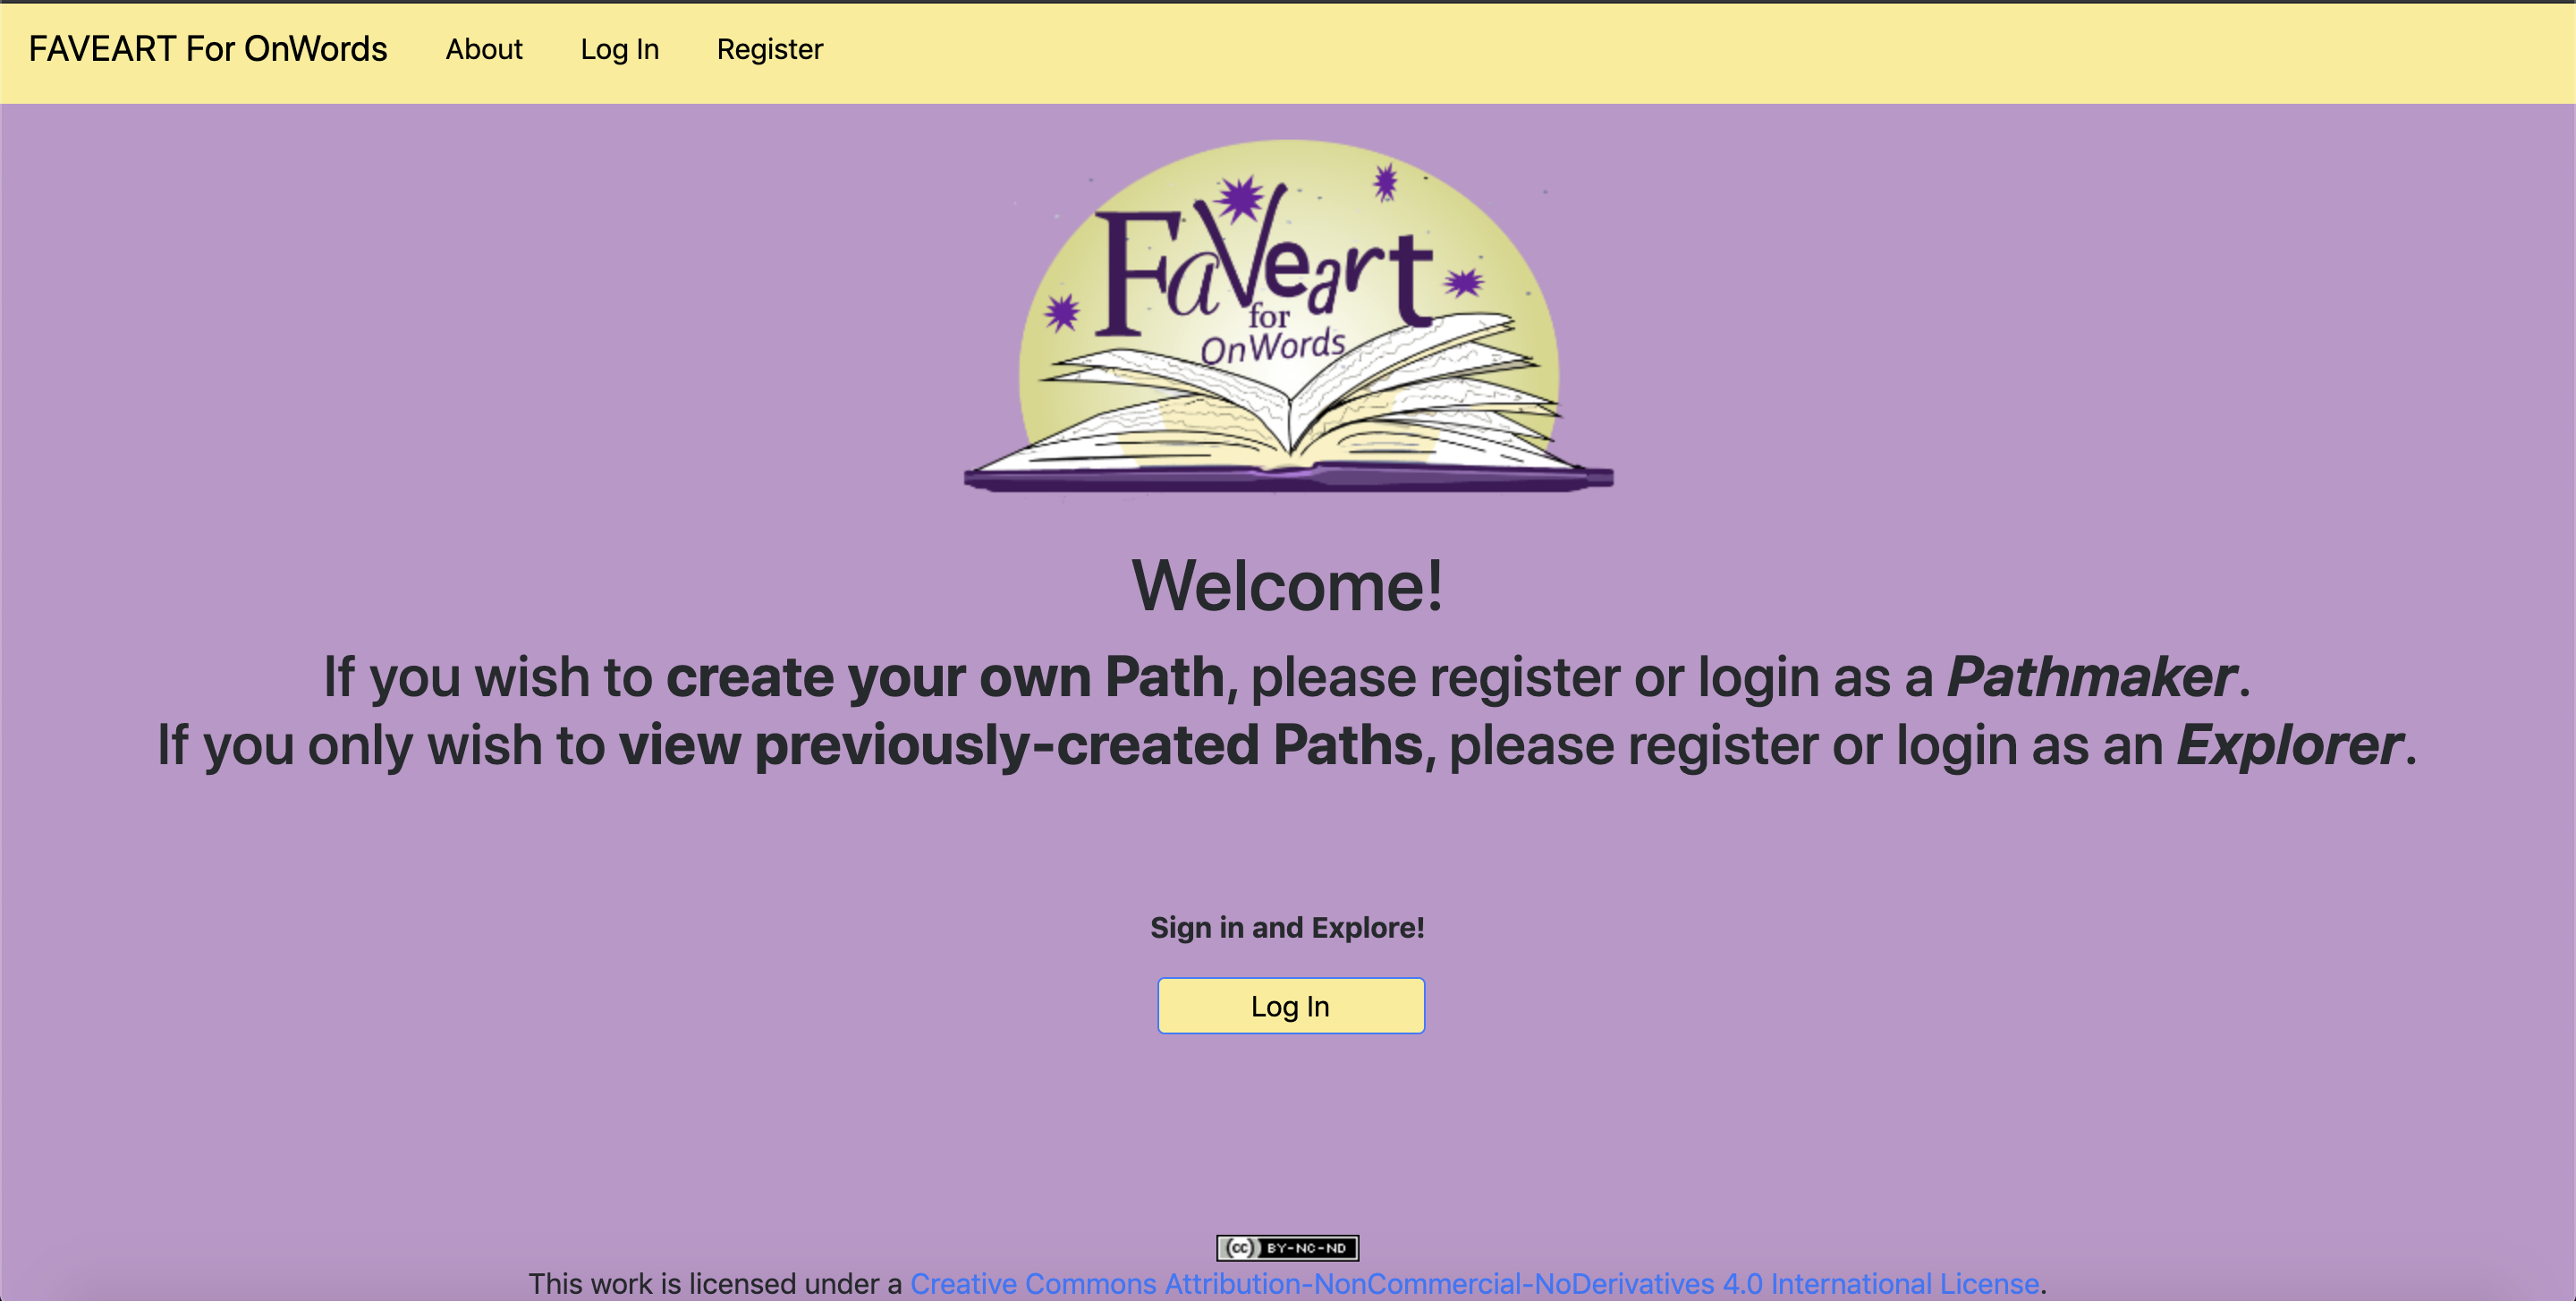 FAVEART For OnWords About Log In Register
FaVeart
for
OnWords
Welcome!
If you wish to create your own Path, please register or login as a Pathmaker.
If you only wish to view previously-created Paths, please register or login as an Explorer.
Sign in and Explore!
Log In
cc BY-NC-ND
This work is licensed under a Creative Commons Attribution-NonCommercial-NoDerivatives 4.0 International License.